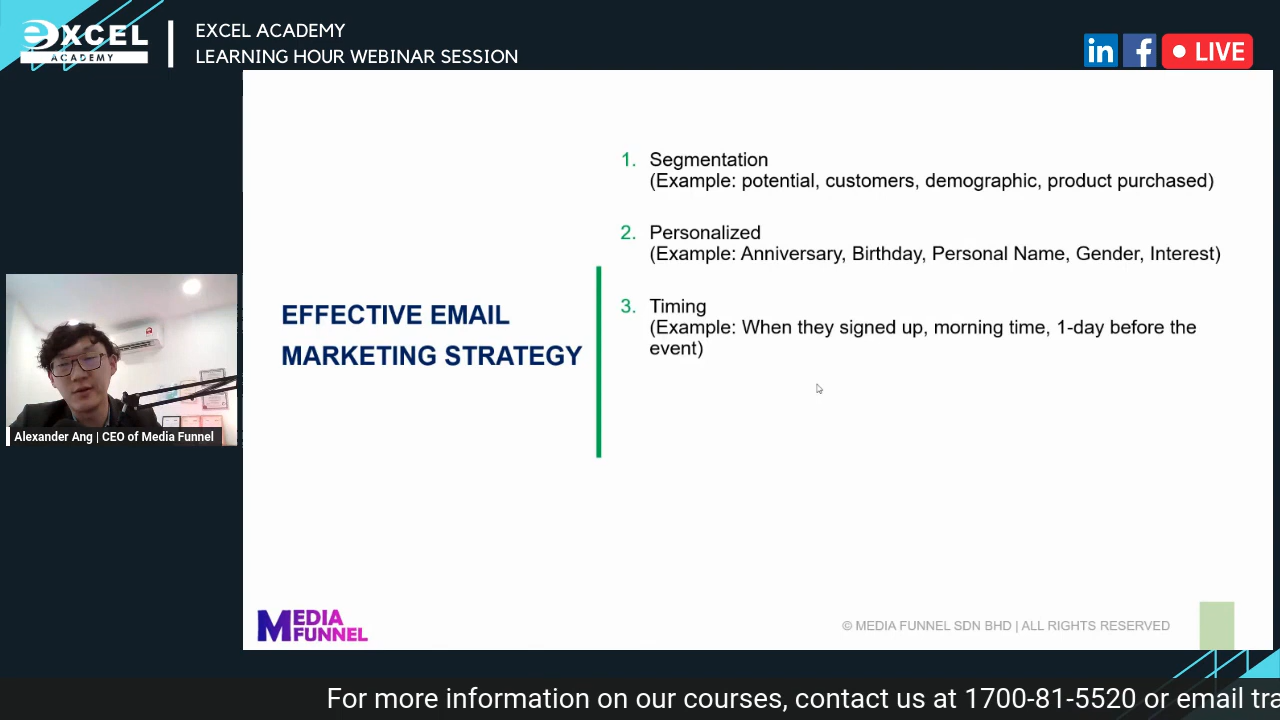 eXCEL
ACADEMY
EXCEL ACADEMY
LEARNING HOUR WEBINAR SESSION
in
f
LIVE
1. Segmentation
(Example: potential, customers, demographic, product purchased)
2. Personalized
(Example: Anniversary, Birthday, Personal Name, Gender, Interest)
3. Timing
(Example: When they signed up, morning time, 1-day before the
event)
EFFECTIVE EMAIL
MARKETING STRATEGY
Alexander Ang | CEO of Media Funnel
MEDIA
FUNNEL
© MEDIA FUNNEL SDN BHD | ALL RIGHTS RESERVED
For more information on our courses, contact us at 1700-81-5520 or email tra